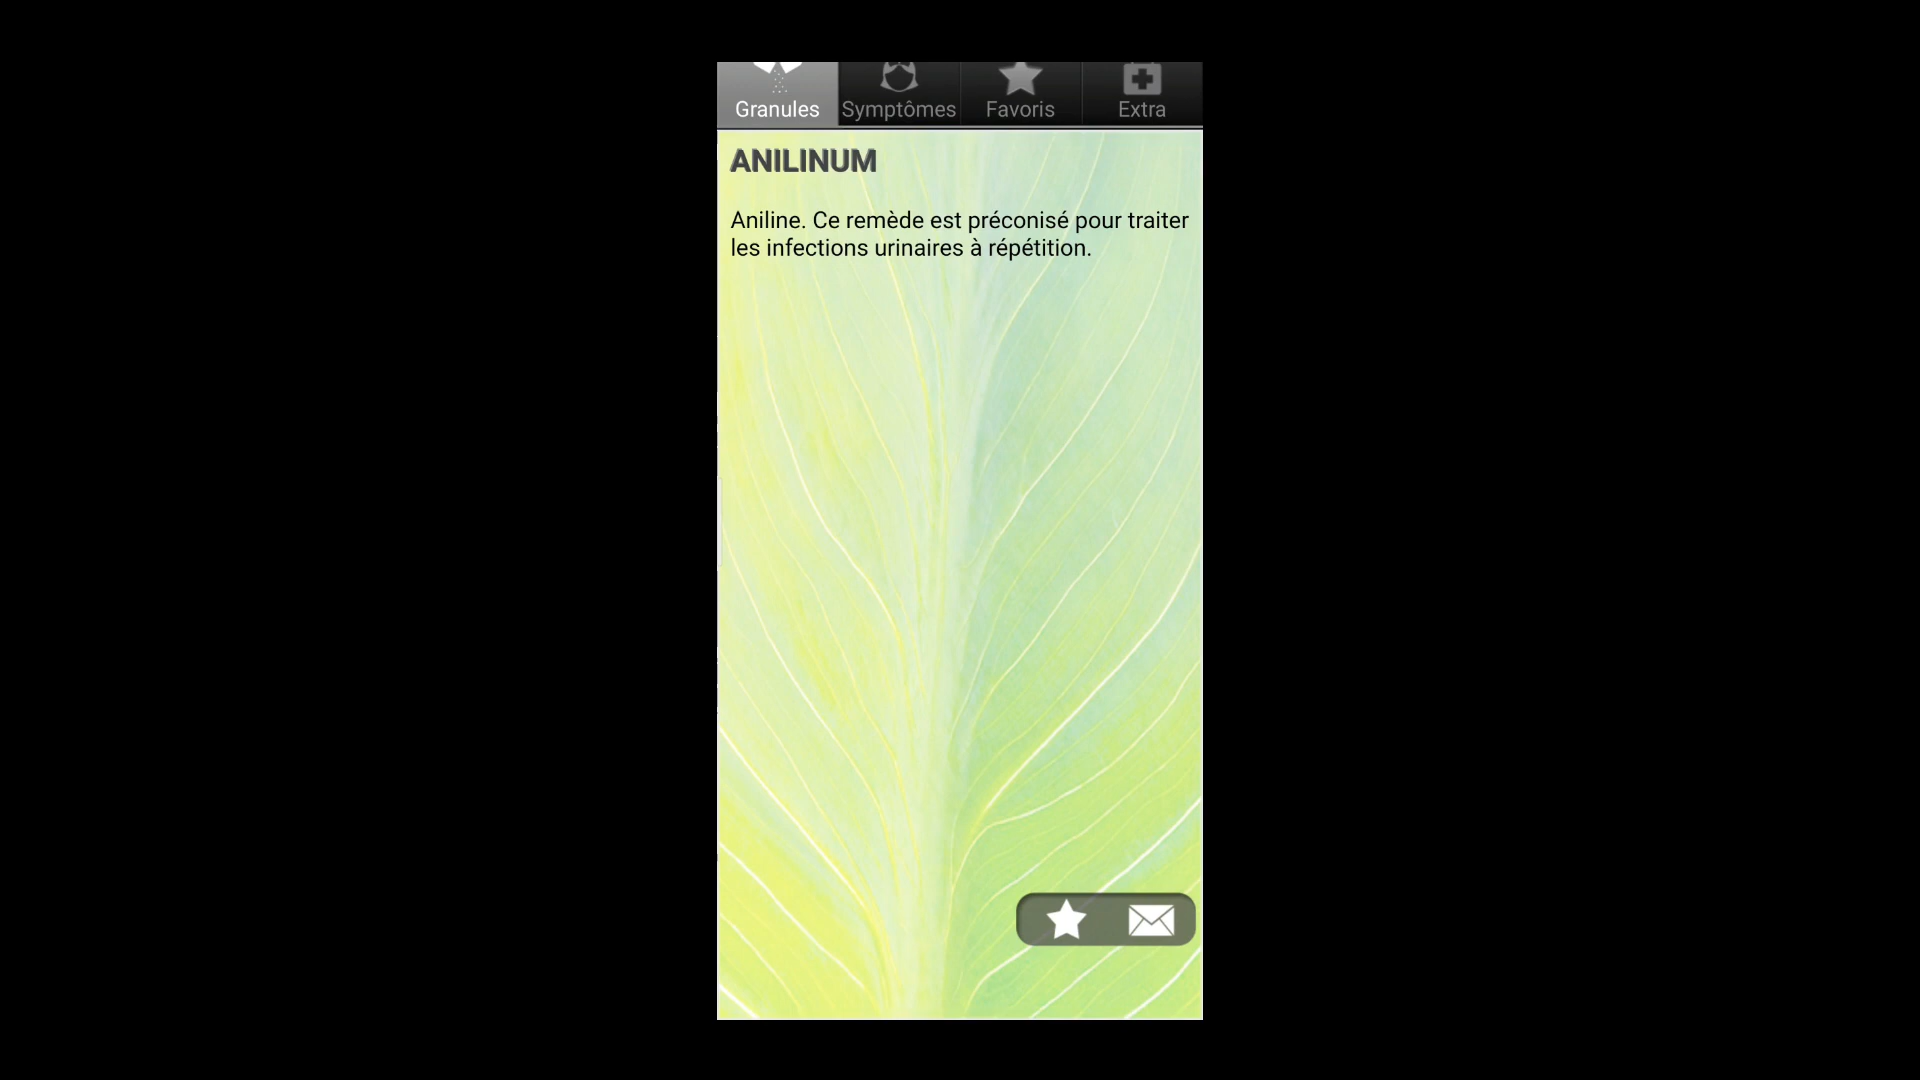 Granules Symptômes Favoris Extra
ANILINUM
Aniline. Ce remède est préconisé pour traiter
les infections urinaires à répétition.